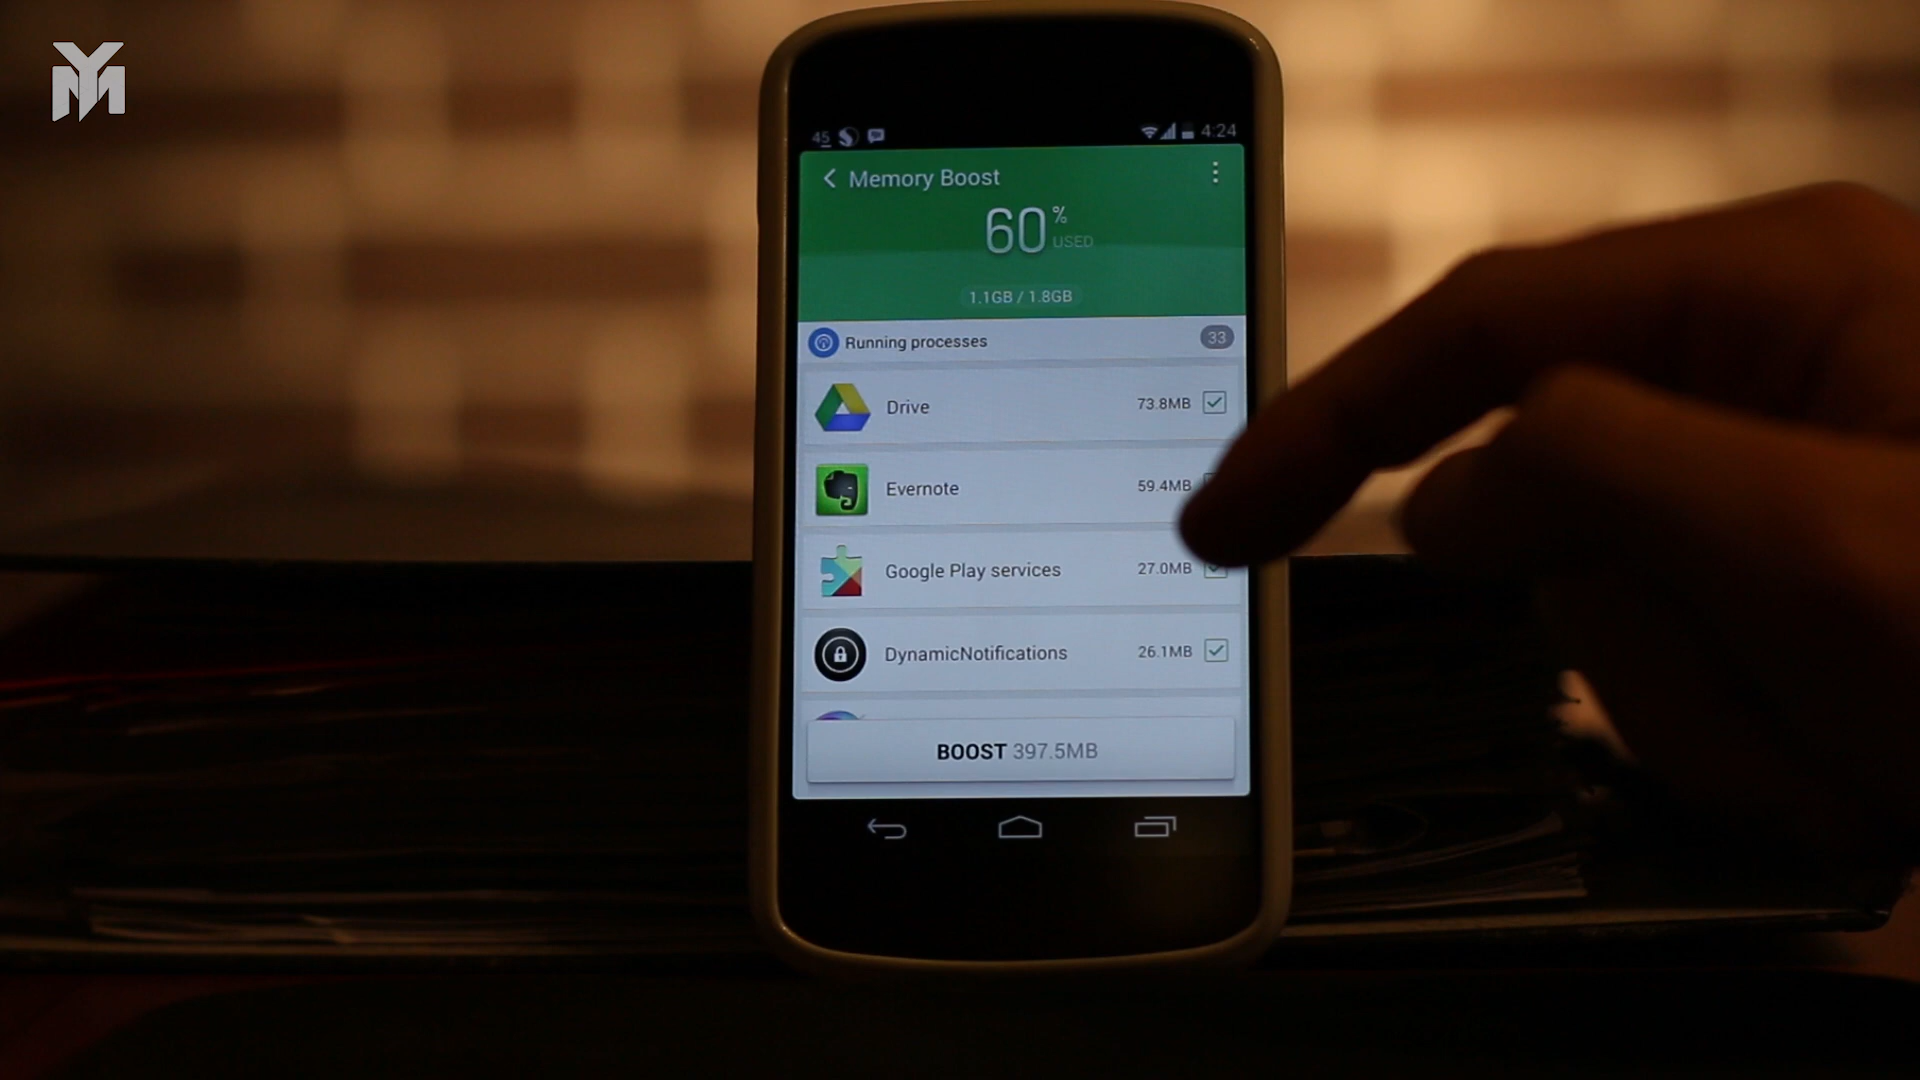 YM
45 4:24
Memory Boost
60 % USED
1.1GB / 1.8GB
Running processes 33
Drive 73.8MB
Evernote 59.4MB
Google Play services 27.0MB
DynamicNotifications 26.1MB
BOOST 397.5MB